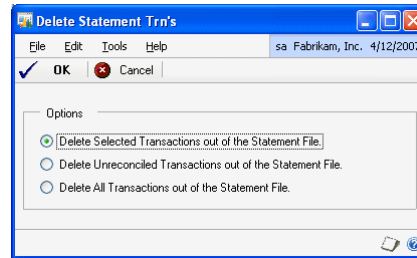 Delete Statement Trn's
File Edit Tools Help sa Fabrikam, Inc. 4/12/2007
OK Cancel
Options
Delete Selected Transactions out of the Statement File.
Delete Unreconciled Transactions out of the Statement File.
Delete All Transactions out of the Statement File.